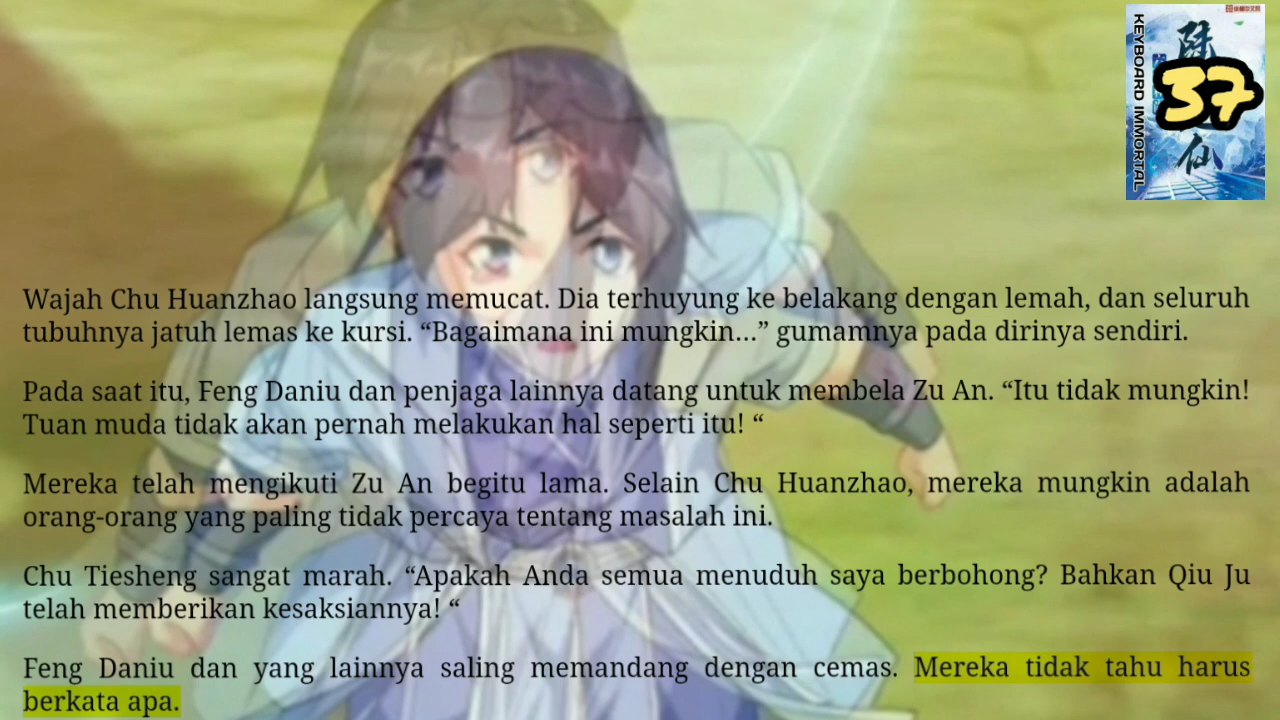 Wajah Chu Huanzhao langsung memucat. Dia terhuyung ke belakang dengan lemah, dan seluruh
tubuhnya jatuh lemas ke kursi. “Bagaimana ini mungkin...” gumamnya pada dirinya sendiri.
Pada saat itu, Feng Daniu dan penjaga lainnya datang untuk membela Zu An. “Itu tidak mungkin!
Tuan muda tidak akan pernah melakukan hal seperti itu! “
Mereka telah mengikuti Zu An begitu lama. Selain Chu Huanzhao, mereka mungkin adalah
orang-orang yang paling tidak percaya tentang masalah ini.
Chu Tiesheng sangat marah. “Apakah Anda semua menuduh saya berbohong? Bahkan Qiu Ju
telah memberikan kesaksiannya! “
Feng Daniu dan yang lainnya saling memandang dengan cemas. Mereka tidak tahu harus
berkata apa.
KEYBOARD IMMORTAL
陆
仙
37